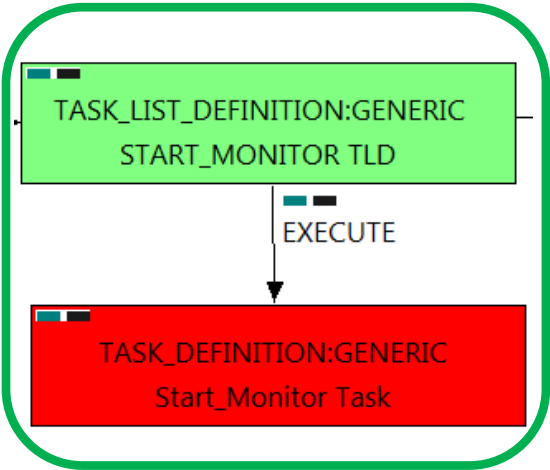 TASK_LIST_DEFINITION:GENERIC
START_MONITOR TLD
EXECUTE
TASK_DEFINITION:GENERIC
Start_Monitor Task